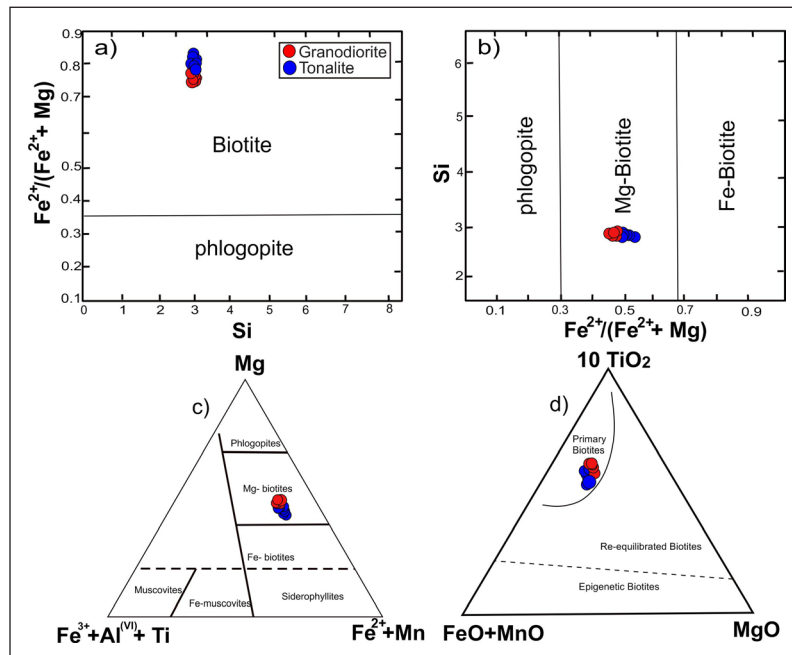 a)
Granodiorite
Tonalite
0.9
0.8
0.7
0.5
0.4
0.3
0.2
0.1
Fe²⁺/(Fe²⁺+ Mg)
Biotite
phlogopite
0 1 2 3 4 5 6 7 8
Si
b)
6
5
4
3
2
Si
phlogopite
Mg-Biotite
Fe-Biotite
0.1 0.3 0.5 0.7 0.9
Fe²⁺/(Fe²⁺+ Mg)
Mg
c)
Phlogopites
Mg- biotites
Fe- biotites
Muscovites
Fe-muscovites
Siderophyllites
Fe³⁺+Al⁽ⱽᴵ⁾+ Ti
Fe²⁺+Mn
10 TiO₂
d)
Primary
Biotites
Re-equilibrated Biotites
Epigenetic Biotites
FeO+MnO
MgO